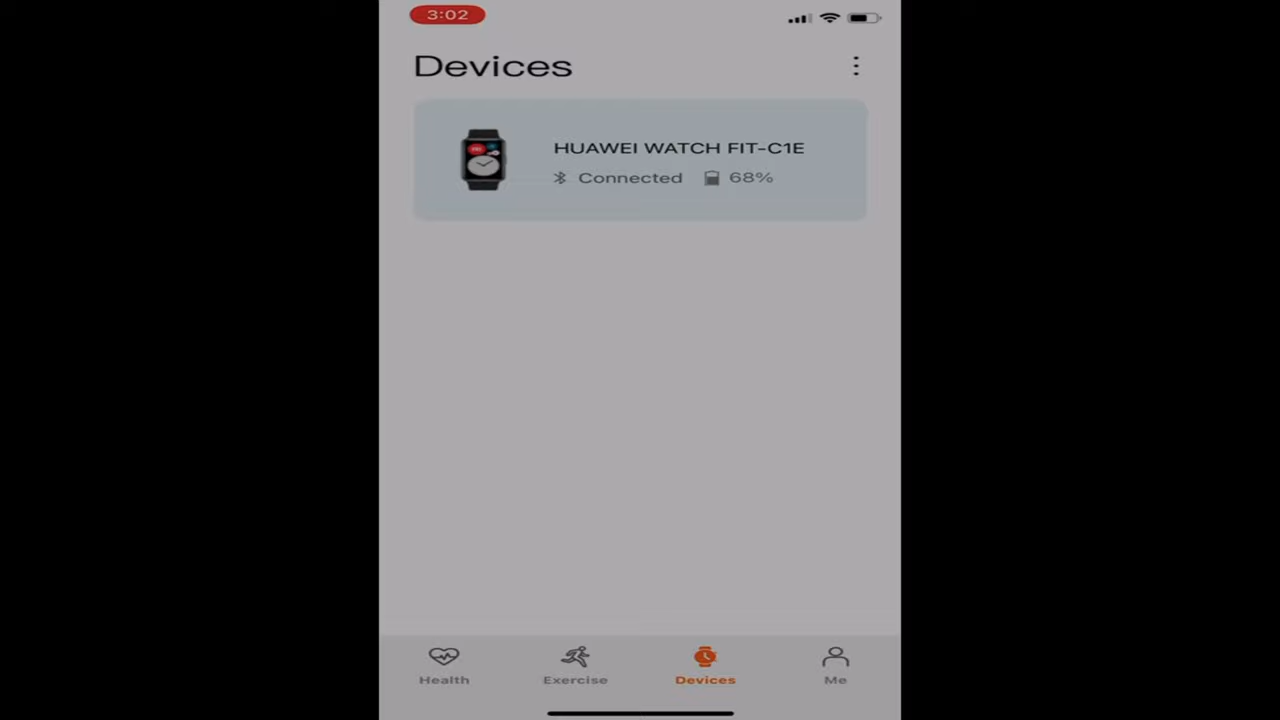 3:02
Devices
HUAWEI WATCH FIT-C1E
Connected 68%
Health Exercise Devices Me